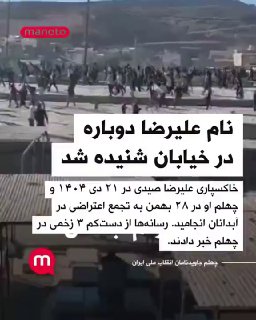 manoto
نام علیرضا دوباره
در خیابان شنیده شد
خاکسپاری علیرضا صیدی در ۲۱ دی ۱۴۰۴ و
چهلم او در ۲۸ بهمن به تجمع اعتراضی در
آبدانان انجامید. رسانه‌ها از دست‌کم ۳ زخمی در
چهلم خبر دادند.
چهلم جاویدنامان انقلاب ملی ایران
m